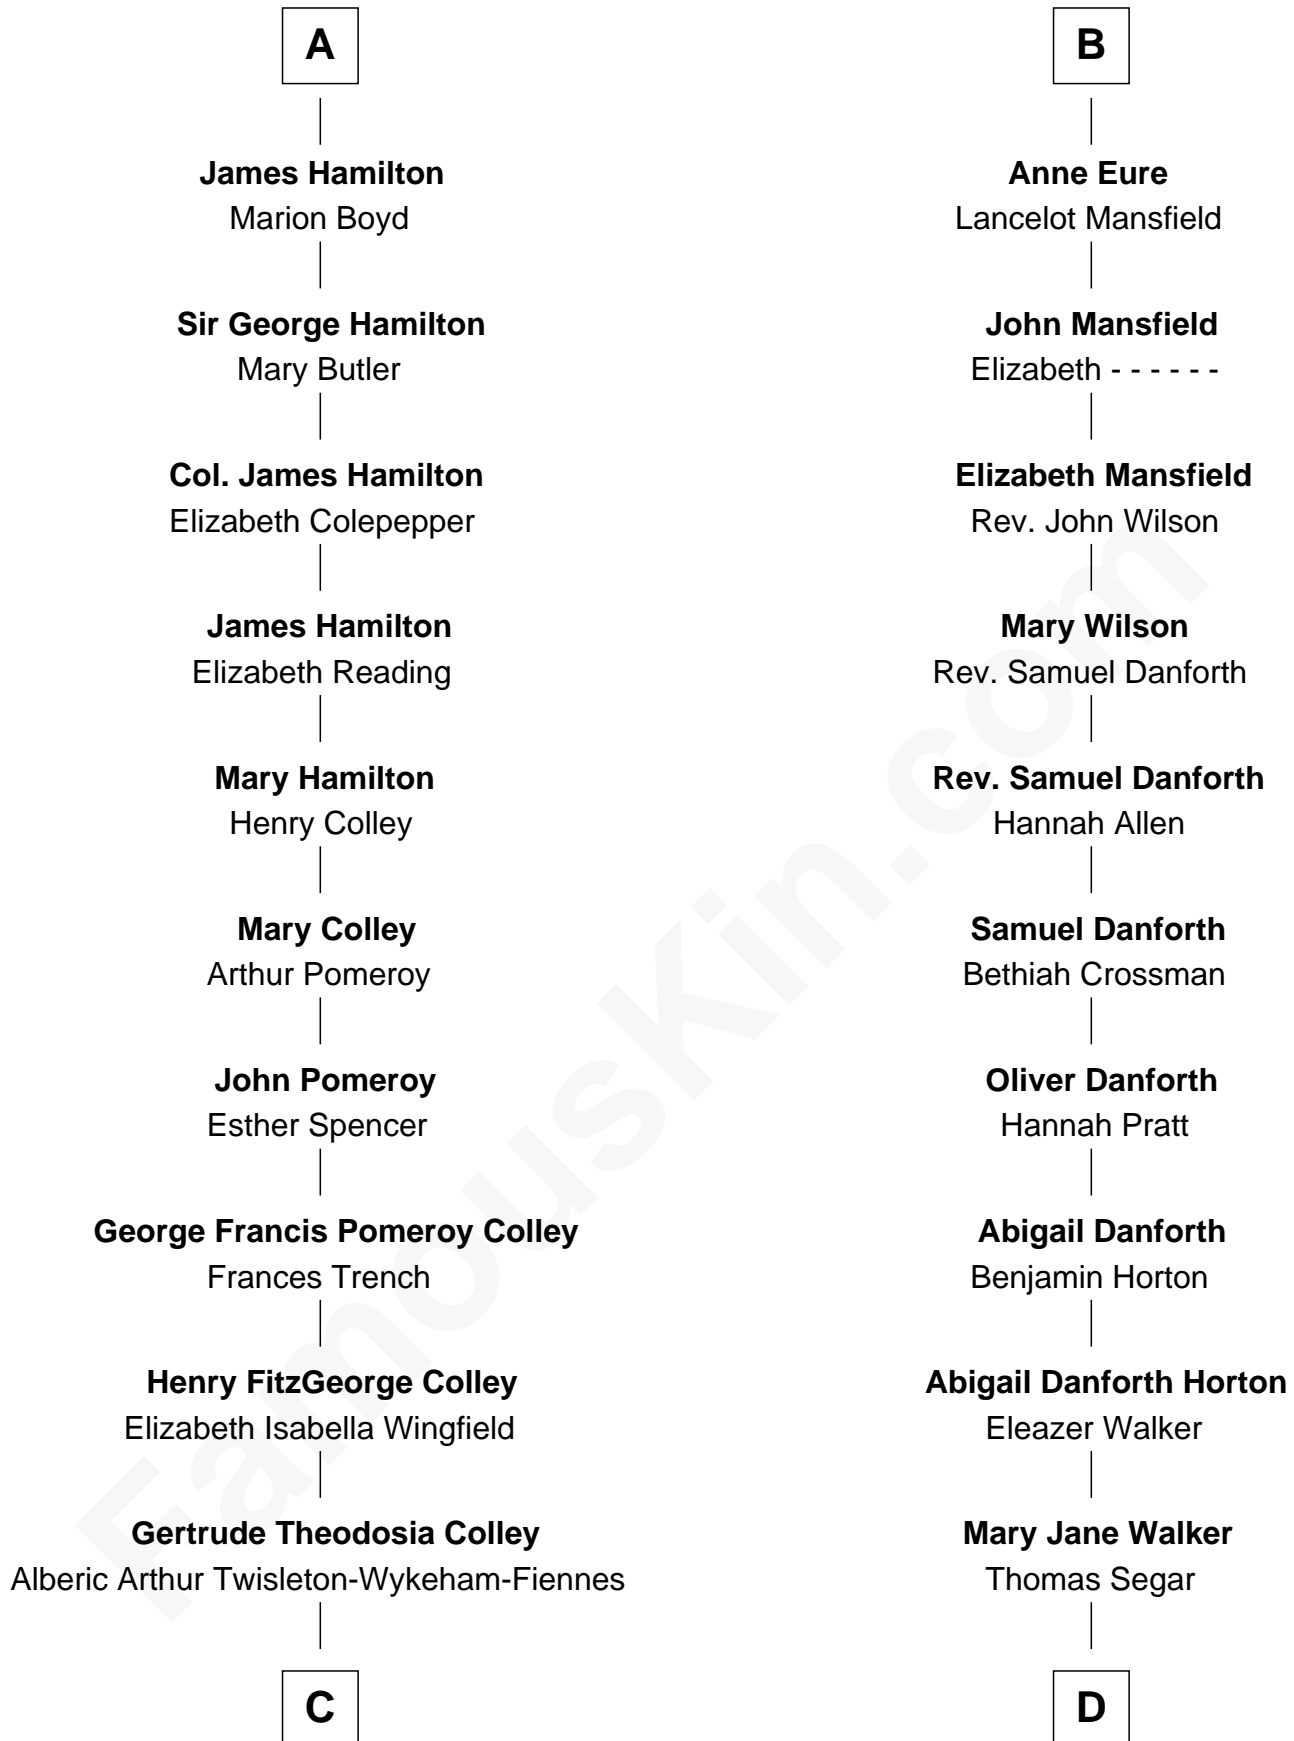 A
James Hamilton
Marion Boyd
Sir George Hamilton
Mary Butler
Col. James Hamilton
Elizabeth Colepepper
James Hamilton
Elizabeth Reading
Mary Hamilton
Henry Colley
Mary Colley
Arthur Pomeroy
John Pomeroy
Esther Spencer
George Francis Pomeroy Colley
Frances Trench
Henry FitzGeorge Colley
Elizabeth Isabella Wingfield
Gertrude Theodosia Colley
Alberic Arthur Twisleton-Wykeham-Fiennes
C
B
Anne Eure
Lancelot Mansfield
John Mansfield
Elizabeth - - - - - -
Elizabeth Mansfield
Rev. John Wilson
Mary Wilson
Rev. Samuel Danforth
Rev. Samuel Danforth
Hannah Allen
Samuel Danforth
Bethiah Crossman
Oliver Danforth
Hannah Pratt
Abigail Danforth
Benjamin Horton
Abigail Danforth Horton
Eleazer Walker
Mary Jane Walker
Thomas Segar
D
FamousKin.com